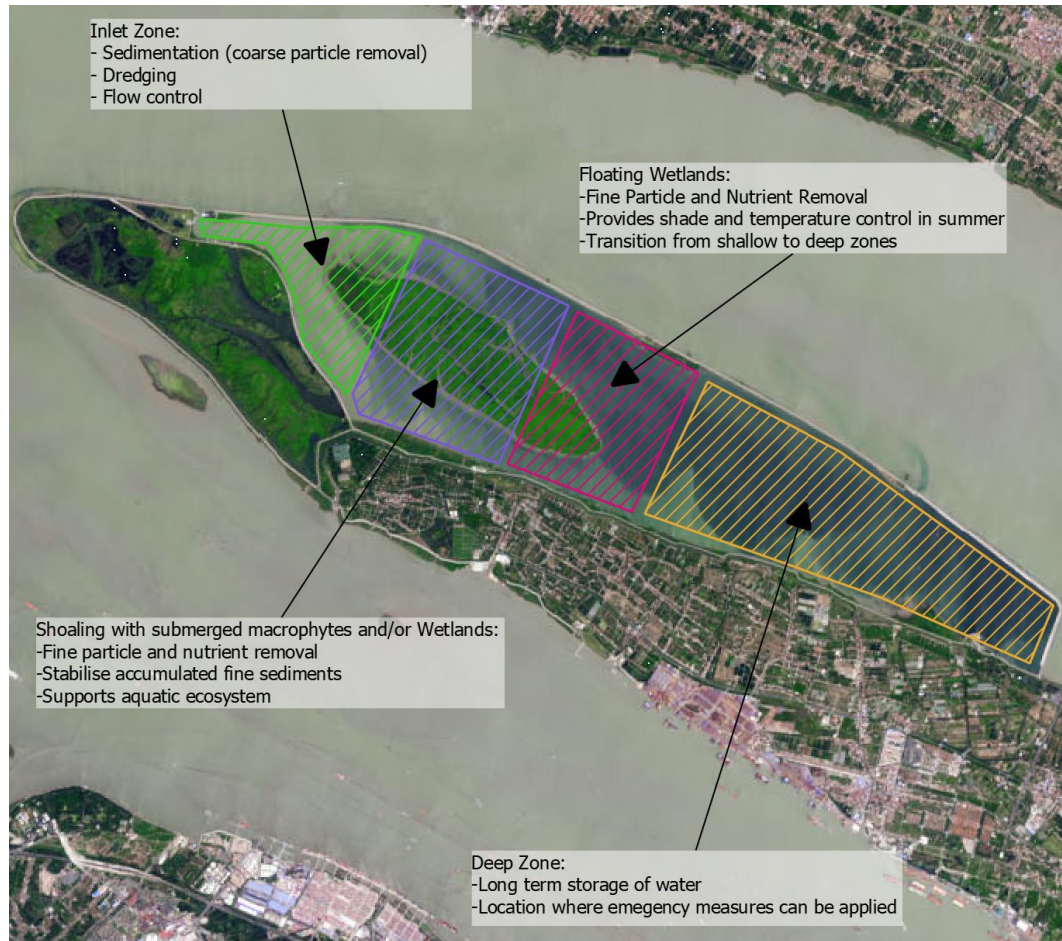 Inlet Zone:
- Sedimentation (coarse particle removal)
- Dredging
- Flow control
Floating Wetlands:
-Fine Particle and Nutrient Removal
-Provides shade and temperature control in summer
-Transition from shallow to deep zones
Shoaling with submerged macrophytes and/or Wetlands:
-Fine particle and nutrient removal
-Stabilise accumulated fine sediments
-Supports aquatic ecosystem
Deep Zone:
-Long term storage of water
-Location where emegency measures can be applied